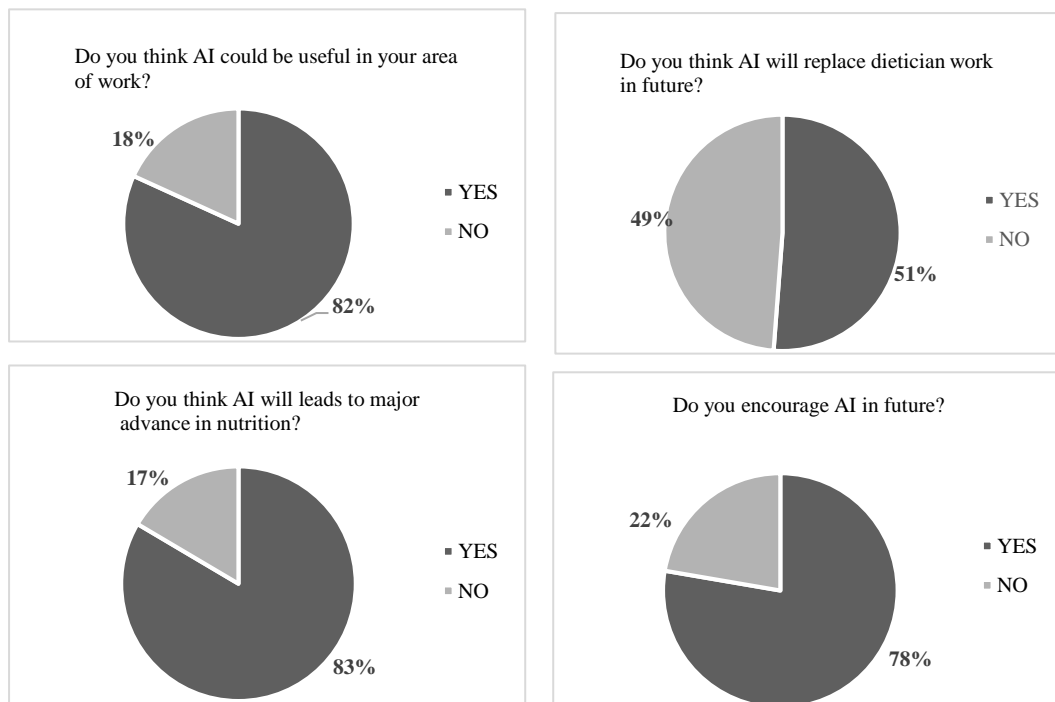 Do you think AI could be useful in your area
of work?
18%
YES
NO
82%
Do you think AI will replace dietician work
in future?
49%
YES
NO
51%
Do you think AI will leads to major
advance in nutrition?
17%
YES
NO
83%
Do you encourage AI in future?
22%
YES
NO
78%